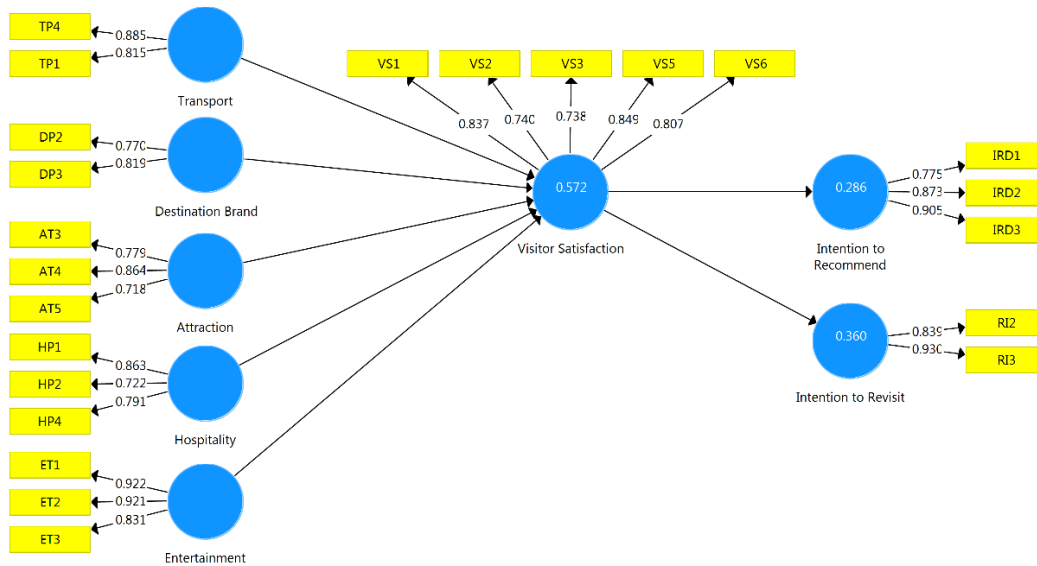 TP4
0.885
TP1
0.815
Transport
DP2
0.770
DP3
0.819
Destination Brand
AT3
0.779
AT4
0.864
AT5
0.718
Attraction
HP1
0.863
HP2
0.722
HP4
0.791
Hospitality
ET1
0.922
ET2
0.921
ET3
0.831
Entertainment
VS1
VS2
VS3
VS5
VS6
0.837
0.740
0.738
0.849
0.807
0.572
Visitor Satisfaction
0.286
Intention to
Recommend
0.775
IRD1
0.873
IRD2
0.905
IRD3
0.360
Intention to Revisit
0.839
RI2
0.930
RI3